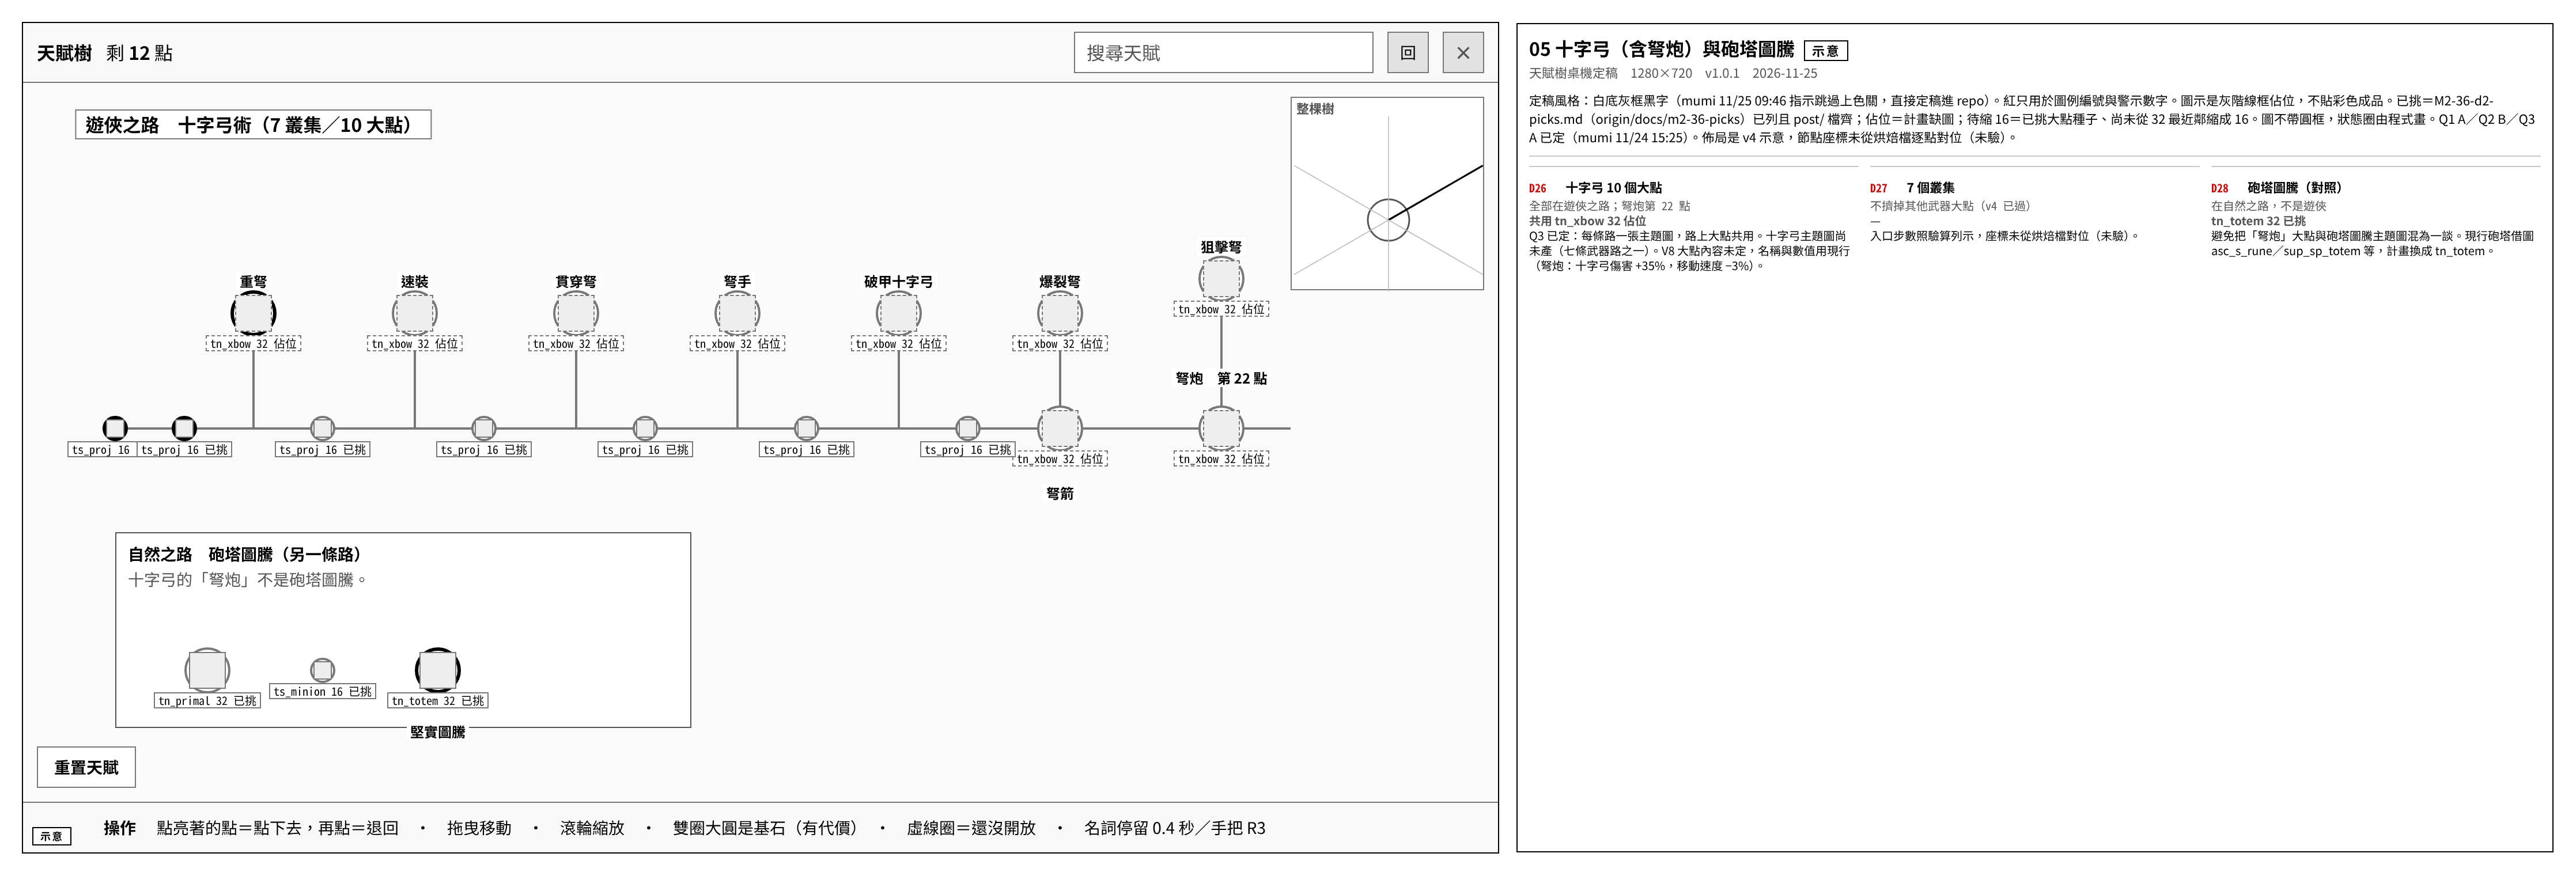 天賦樹 剩 12 點
搜尋天賦
回
×
遊俠之路 十字弓術（7 叢集／10 大點）
整棵樹
狙擊弩
tn_xbow 32 佔位
重弩
速裝
貫穿弩
弩手
破甲十字弓
爆裂弩
tn_xbow 32 佔位
tn_xbow 32 佔位
tn_xbow 32 佔位
tn_xbow 32 佔位
tn_xbow 32 佔位
tn_xbow 32 佔位
弩炮 第 22 點
ts_proj 16
ts_proj 16 已挑
ts_proj 16 已挑
ts_proj 16 已挑
ts_proj 16 已挑
ts_proj 16 已挑
ts_proj 16 已挑
tn_xbow 32 佔位
tn_xbow 32 佔位
弩箭
自然之路 砲塔圖騰（另一條路）
十字弓的「弩炮」不是砲塔圖騰。
tn_primal 32 已挑
ts_minion 16 已挑
tn_totem 32 已挑
堅實圖騰
重置天賦
示意
操作 點亮著的點＝點下去，再點＝退回 · 拖曳移動 · 滾輪縮放 · 雙圈大圓是基石（有代價） · 虛線圈＝還沒開放 · 名詞停留 0.4 秒／手把 R3
05 十字弓（含弩炮）與砲塔圖騰 示意
天賦樹桌機定稿 1280×720 v1.0.1 2026-11-25
定稿風格：白底灰框黑字（mumi 11/25 09:46 指示跳過上色關，直接定稿進 repo）。紅只用於圖例編號與警示數字。圖示是灰階線框佔位，不貼彩色成品。已挑＝M2-36-d2-
picks.md（origin/docs/m2-36-picks）已列且 post/ 檔齊；佔位＝計畫缺圖；待縮 16＝已挑大點種子、尚未從 32 最近鄰縮成 16。圖不帶圓框，狀態圈由程式畫。Q1 A／Q2 B／Q3
A 已定（mumi 11/24 15:25）。佈局是 v4 示意，節點座標未從烘焙檔逐點對位（未驗）。
D26 十字弓 10 個大點
全部在遊俠之路；弩炮第 22 點
共用 tn_xbow 32 佔位
Q3 已定：每條路一張主題圖，路上大點共用。十字弓主題圖尚
未產（七條武器路之一）。V8 大點內容未定，名稱與數值用現行
（弩炮：十字弓傷害 +35%，移動速度 −3%）。
D27 7 個叢集
不擠掉其他武器大點（v4 已過）
—
入口步數照驗算列示，座標未從烘焙檔對位（未驗）。
D28 砲塔圖騰（對照）
在自然之路，不是遊俠
tn_totem 32 已挑
避免把「弩炮」大點與砲塔圖騰主題圖混為一談。現行砲塔借圖
asc_s_rune／sup_sp_totem 等，計畫換成 tn_totem。